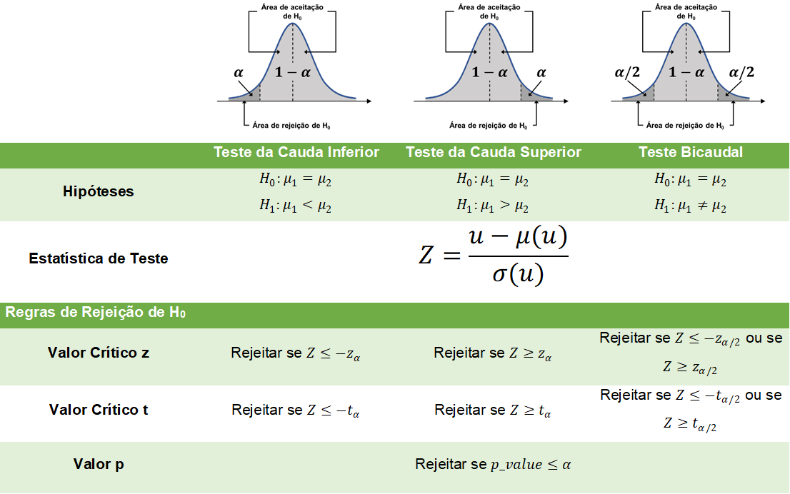 Área de aceitação de H₀
α
1 − α
Área de rejeição de H₀
Área de aceitação de H₀
1 − α
α
Área de rejeição de H₀
Área de aceitação de H₀
α/2
1 − α
α/2
Área de rejeição de H₀
Teste da Cauda Inferior Teste da Cauda Superior Teste Bicaudal
Hipóteses
H₀: μ₁ = μ₂
H₁: μ₁ < μ₂
H₀: μ₁ = μ₂
H₁: μ₁ > μ₂
H₀: μ₁ = μ₂
H₁: μ₁ ≠ μ₂
Estatística de Teste
Z = (u − μ(u)) / σ(u)
Regras de Rejeição de H₀
Valor Crítico z
Rejeitar se Z ≤ −z_α
Rejeitar se Z ≥ z_α
Rejeitar se Z ≤ −z_α/2 ou se
Z ≥ z_α/2
Valor Crítico t
Rejeitar se Z ≤ −t_α
Rejeitar se Z ≥ t_α
Rejeitar se Z ≤ −t_α/2 ou se
Z ≥ t_α/2
Valor p
Rejeitar se p_value ≤ α